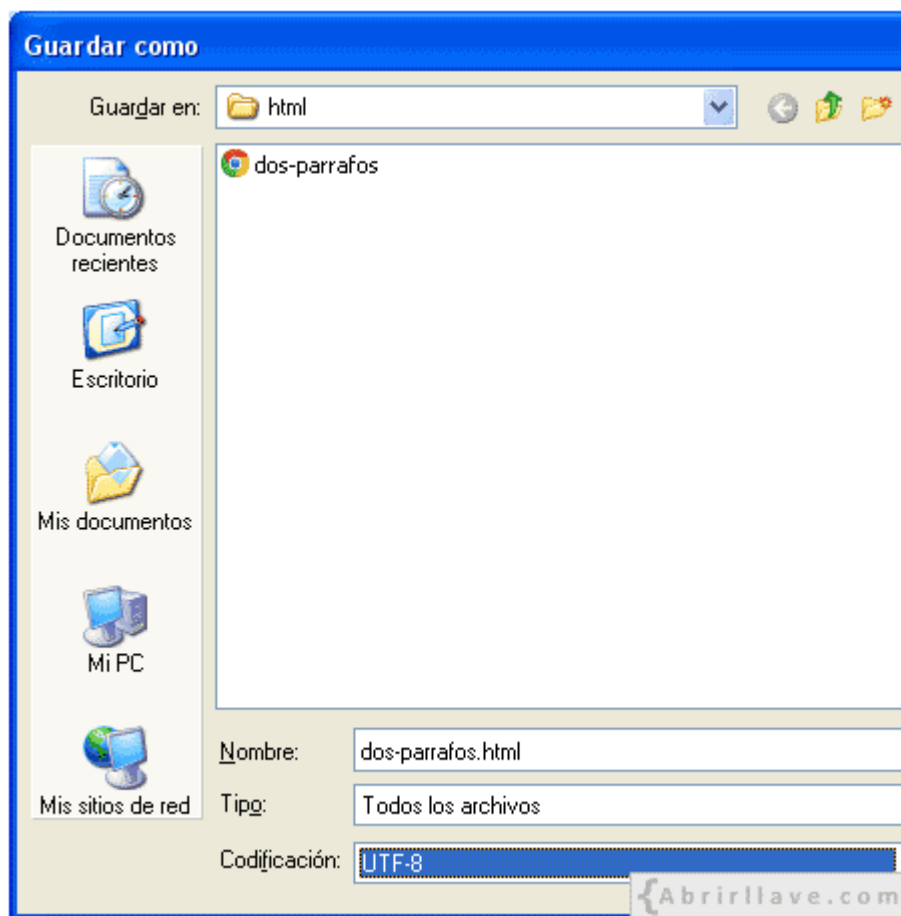 Guardar como
Guardar en:
html
dos-parrafos
Documentos
recientes
Escritorio
Mis documentos
Mi PC
Mis sitios de red
Nombre:
dos-parrafos.html
Tipo:
Todos los archivos
Codificación:
UTF-8
{Abrirllave.com